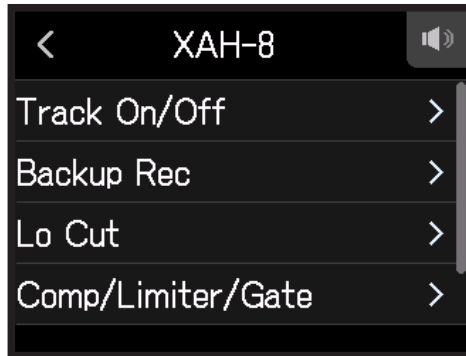 XAH-8
Track On/Off
Backup Rec
Lo Cut
Comp/Limiter/Gate